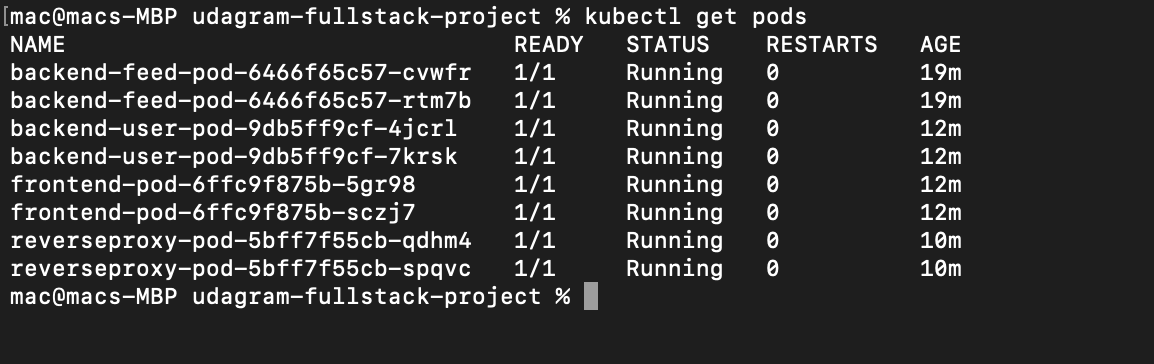 [mac@macs-MBP udagram-fullstack-project % kubectl get pods
NAME READY STATUS RESTARTS AGE
backend-feed-pod-6466f65c57-cvwfr 1/1 Running 0 19m
backend-feed-pod-6466f65c57-rtm7b 1/1 Running 0 19m
backend-user-pod-9db5ff9cf-4jcrl 1/1 Running 0 12m
backend-user-pod-9db5ff9cf-7krsk 1/1 Running 0 12m
frontend-pod-6ffc9f875b-5gr98 1/1 Running 0 12m
frontend-pod-6ffc9f875b-sczj7 1/1 Running 0 12m
reverseproxy-pod-5bff7f55cb-qdhm4 1/1 Running 0 10m
reverseproxy-pod-5bff7f55cb-spqvc 1/1 Running 0 10m
mac@macs-MBP udagram-fullstack-project %